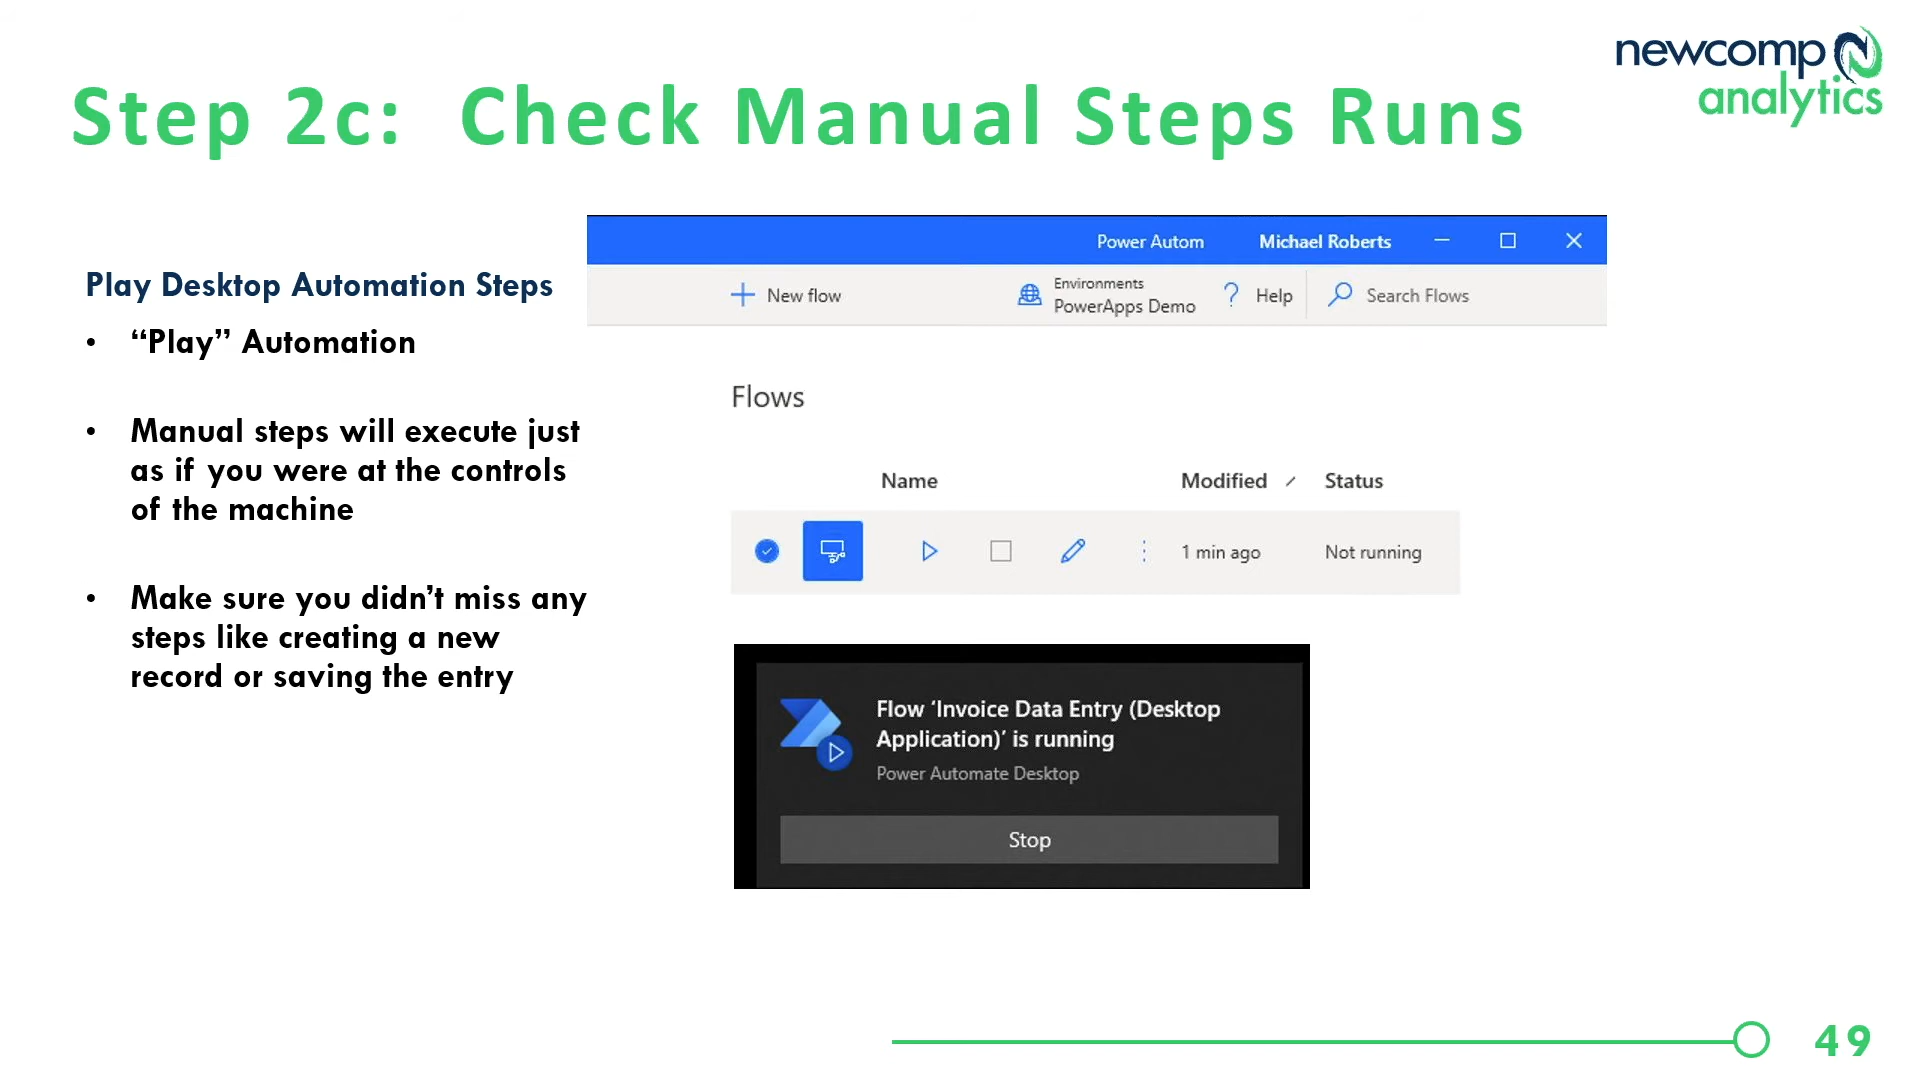 newcomp
analytics
Step 2c: Check Manual Steps Runs
Play Desktop Automation Steps
• “Play” Automation
• Manual steps will execute just
as if you were at the controls
of the machine
• Make sure you didn’t miss any
steps like creating a new
record or saving the entry
Power Autom Michael Roberts
New flow
Environments
PowerApps Demo
Help
Search Flows
Flows
Name Modified Status
1 min ago Not running
Flow ‘Invoice Data Entry (Desktop
Application)’ is running
Power Automate Desktop
Stop
49